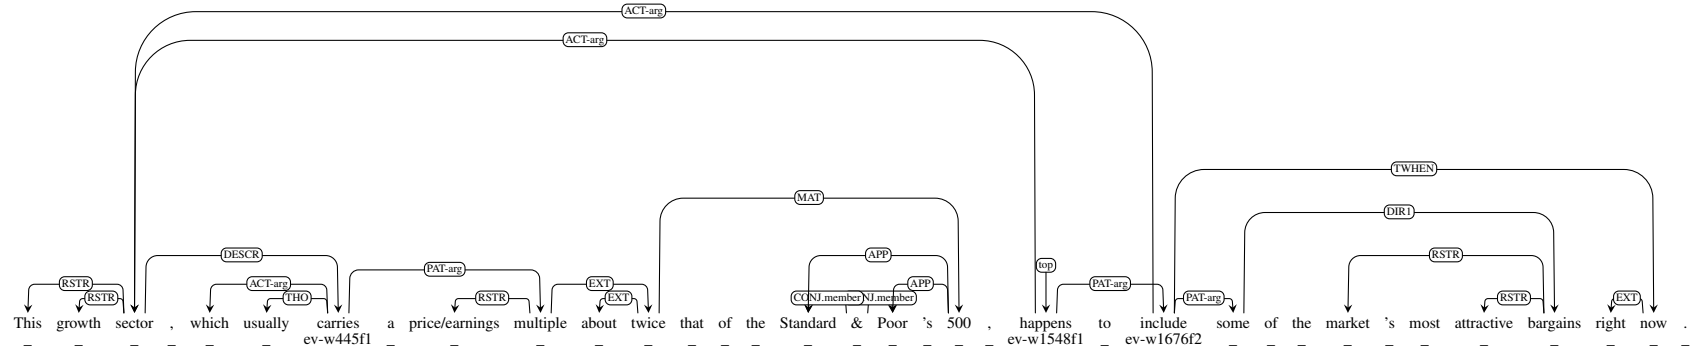 ACT-arg
ACT-arg
TWHEN
MAT
DIR1
DESCR APP RSTR
top
PAT-arg
RSTR ACT-arg EXT APP PAT-arg
RSTR THO RSTR EXT CONJ.member NJ.member PAT-arg RSTR EXT
This growth sector , which usually carries a price/earnings multiple about twice that of the Standard & Poor 's 500 , happens to include some of the market 's most attractive bargains right now .
_ _ _ _ _ _ ev-w445f1 _ _ _ _ _ _ _ _ _ _ _ _ _ _ ev-w1548f1 _ ev-w1676f2 _ _ _ _ _ _ _ _ _ _ _